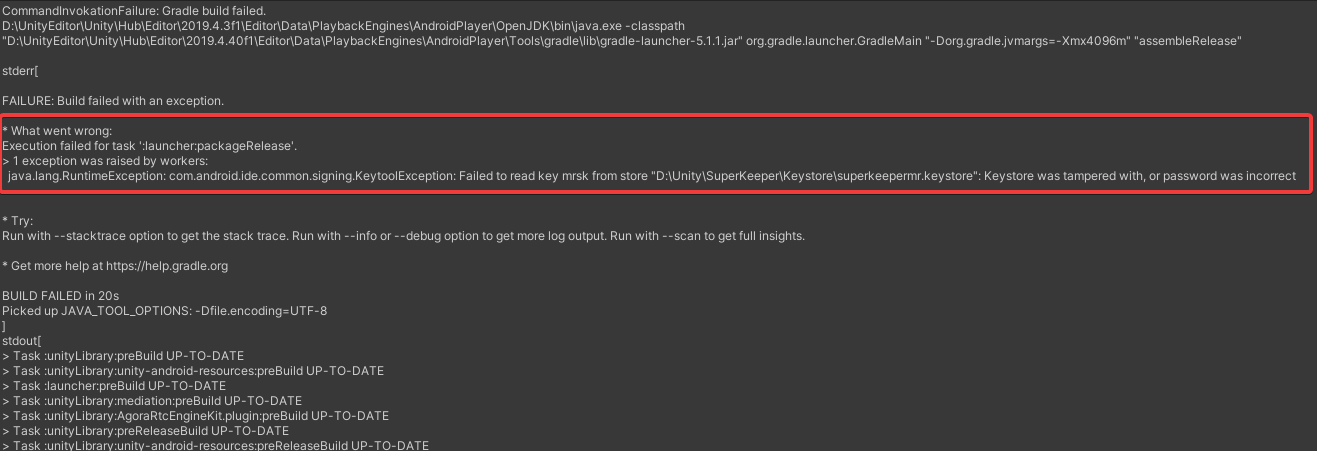 CommandInvokationFailure: Gradle build failed.
D:\UnityEditor\Unity\Hub\Editor\2019.4.3f1\Editor\Data\PlaybackEngines\AndroidPlayer\OpenJDK\bin\java.exe -classpath
"D:\UnityEditor\Unity\Hub\Editor\2019.4.40f1\Editor\Data\PlaybackEngines\AndroidPlayer\Tools\gradle\lib\gradle-launcher-5.1.1.jar" org.gradle.launcher.GradleMain "-Dorg.gradle.jvmargs=-Xmx4096m" "assembleRelease"
stderr[
FAILURE: Build failed with an exception.
* What went wrong:
Execution failed for task ':launcher:packageRelease'.
> 1 exception was raised by workers:
java.lang.RuntimeException: com.android.ide.common.signing.KeytoolException: Failed to read key mrsk from store "D:\Unity\SuperKeeper\Keystore\superkeepermr.keystore": Keystore was tampered with, or password was incorrect
* Try:
Run with --stacktrace option to get the stack trace. Run with --info or --debug option to get more log output. Run with --scan to get full insights.
* Get more help at https://help.gradle.org
BUILD FAILED in 20s
Picked up JAVA_TOOL_OPTIONS: -Dfile.encoding=UTF-8
]
stdout[
> Task :unityLibrary:preBuild UP-TO-DATE
> Task :unityLibrary:unity-android-resources:preBuild UP-TO-DATE
> Task :launcher:preBuild UP-TO-DATE
> Task :unityLibrary:mediation:preBuild UP-TO-DATE
> Task :unityLibrary:AgoraRtcEngineKit.plugin:preBuild UP-TO-DATE
> Task :unityLibrary:preReleaseBuild UP-TO-DATE
> Task :unityLibrary:unity-android-resources:preReleaseBuild UP-TO-DATE